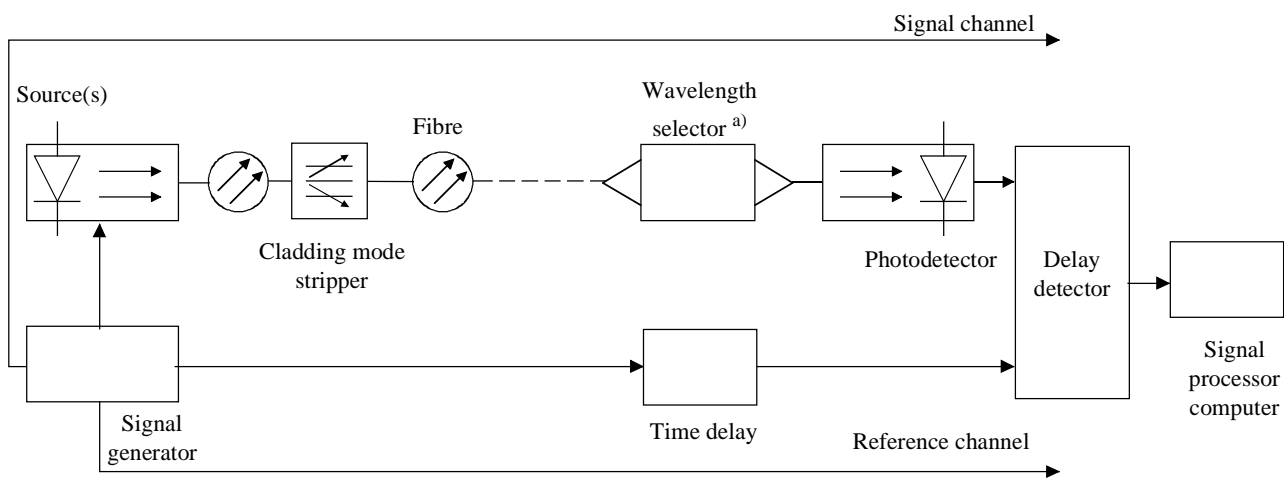 Signal channel
Source(s)
Wavelength
selector a)
Fibre
Cladding mode
stripper
Photodetector
Delay
detector
Signal
processor
computer
Signal
generator
Time delay
Reference channel